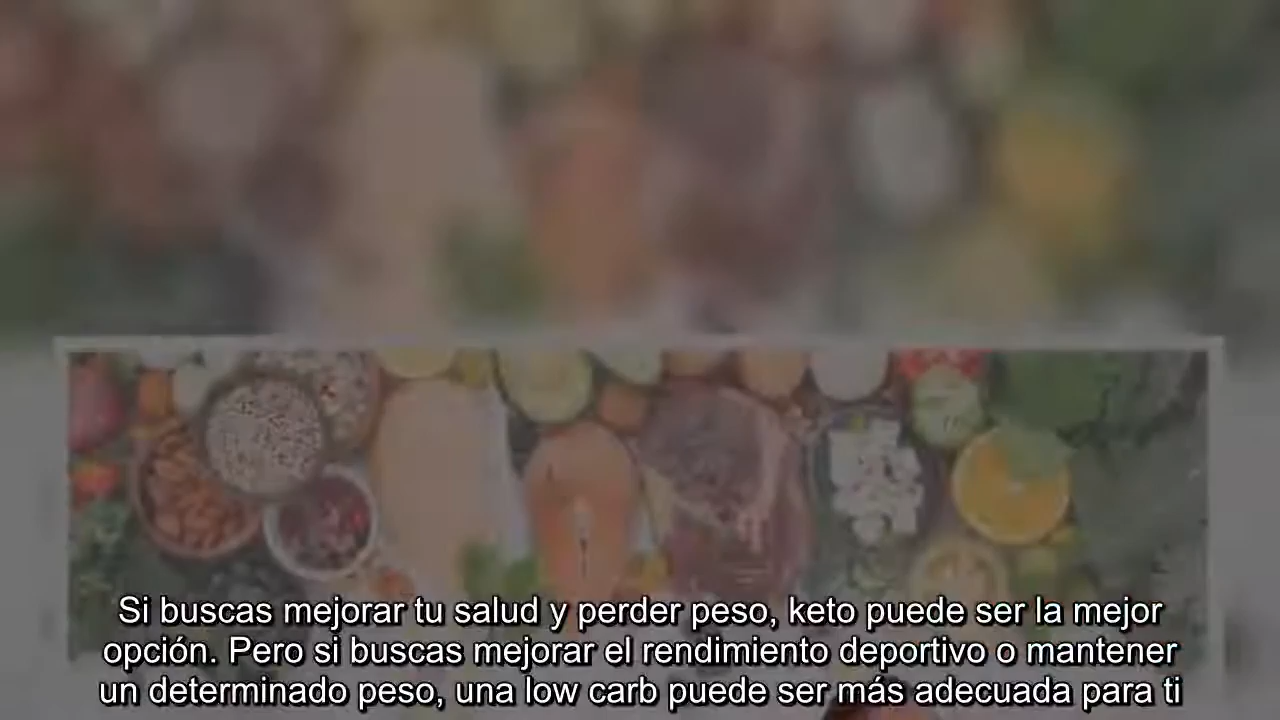 Si buscas mejorar tu salud y perder peso, keto puede ser la mejor
opción. Pero si buscas mejorar el rendimiento deportivo o mantener
un determinado peso, una low carb puede ser más adecuada para ti